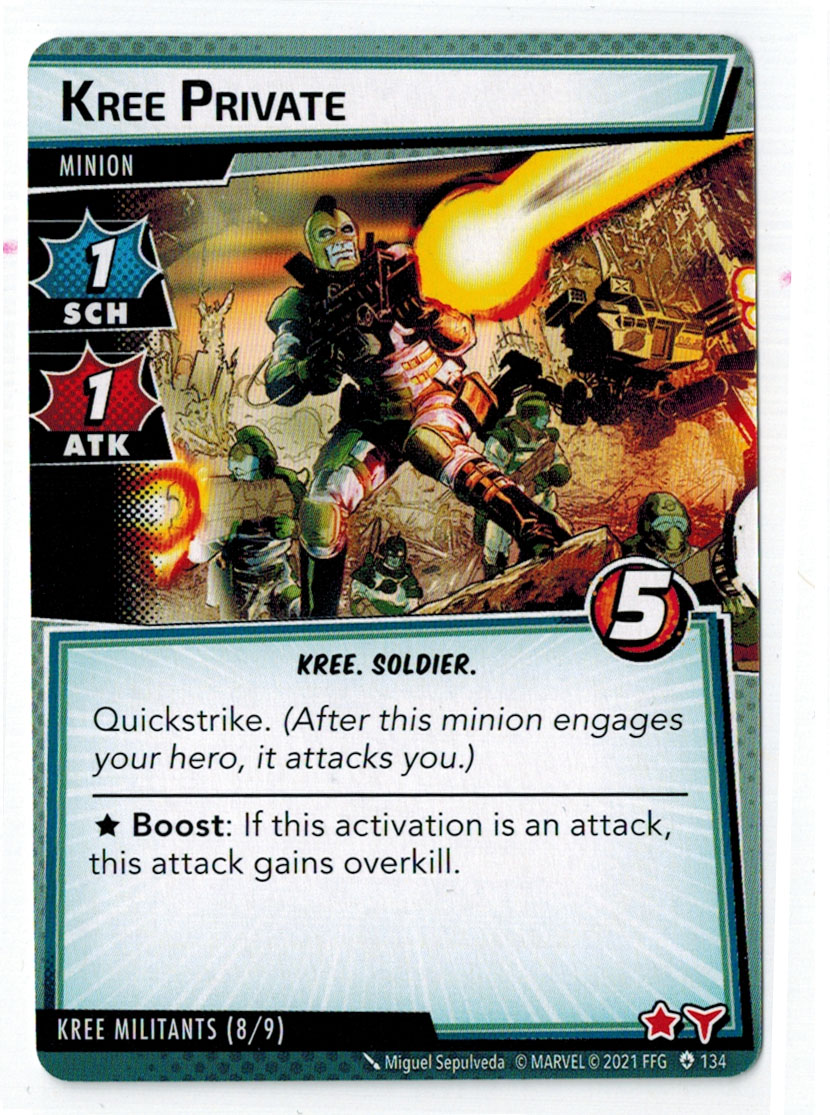 KREE PRIVATE
MINION
1
SCH
1
ATK
5
KREE. SOLDIER.
Quickstrike. (After this minion engages
your hero, it attacks you.)
★ Boost: If this activation is an attack,
this attack gains overkill.
KREE MILITANTS (8/9)
Miguel Sepulveda © MARVEL © 2021 FFG 134